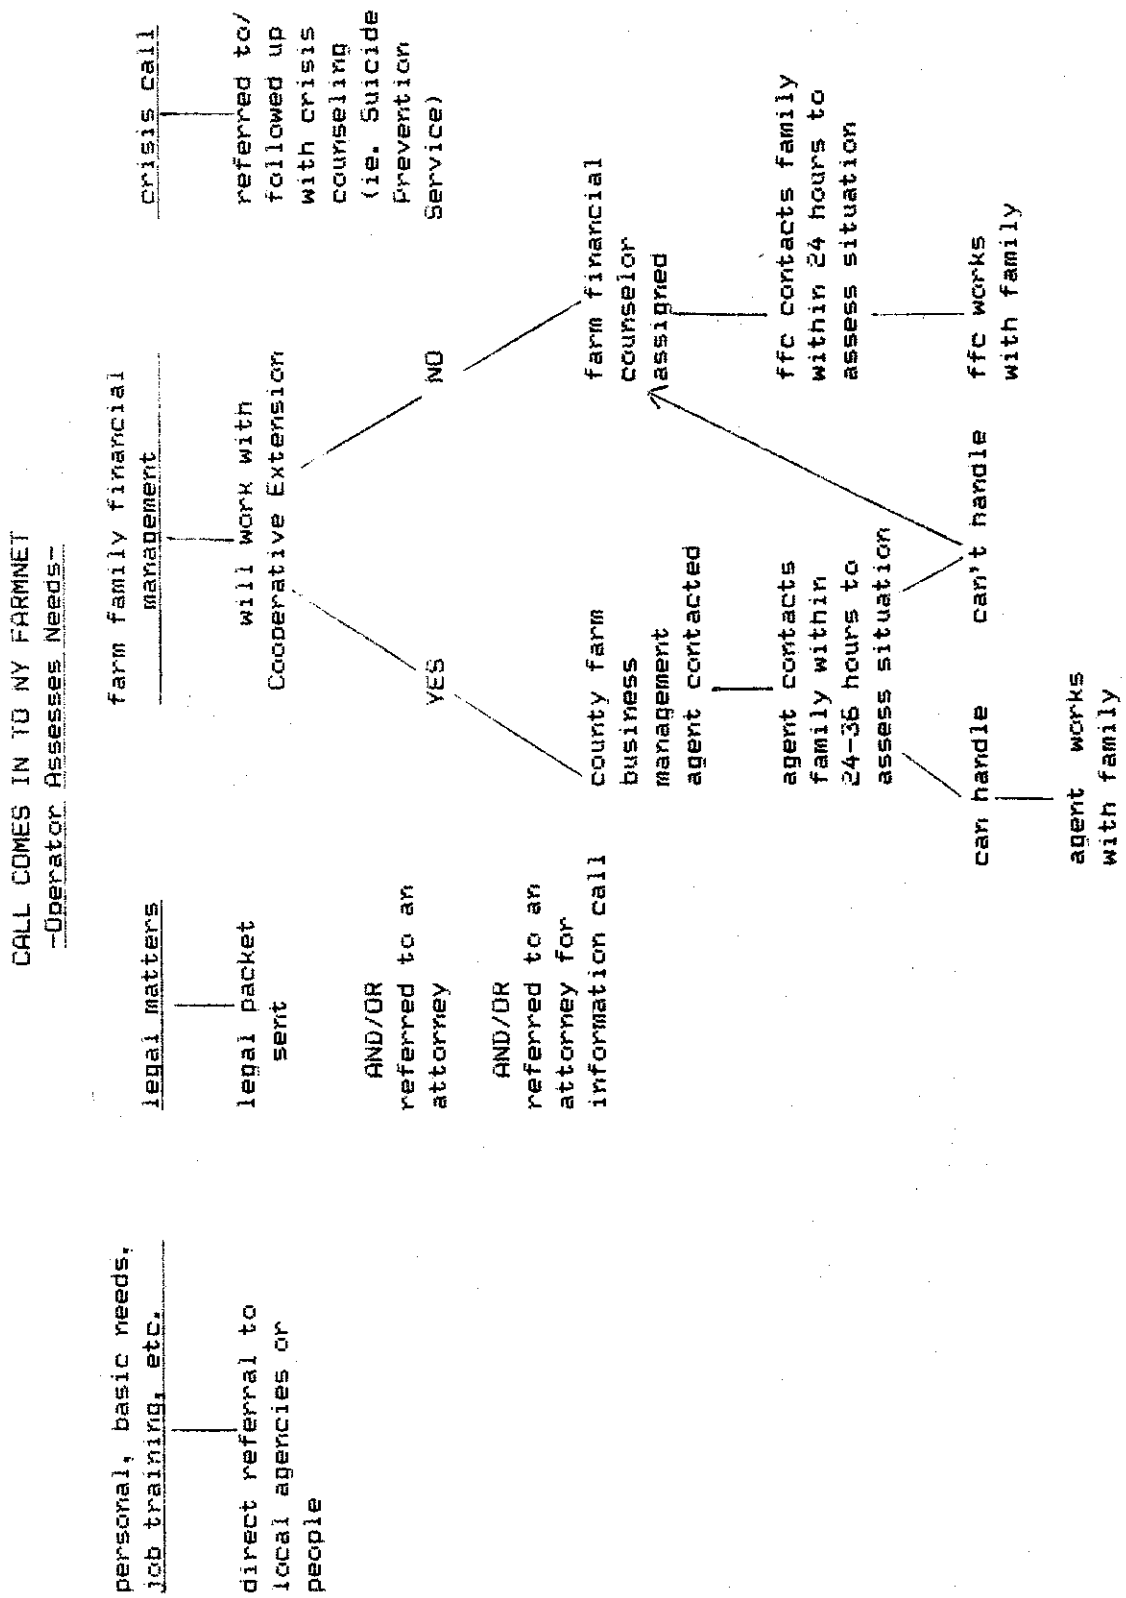 CALL COMES IN TO NY FARMNET
-Operator Assesses Needs-
personal, basic needs,
job training, etc.
direct referral to
local agencies or
people
legal matters
legal packet
sent
AND/OR
referred to an
attorney
AND/OR
referred to an
attorney for
information call
farm family financial
management
will work with
Cooperative Extension
YES
NO
county farm
business
management
agent contacted
agent contacts
family within
24-36 hours to
assess situation
can handle
can't handle
agent works
with family
farm financial
counselor
assigned
ffc contacts family
within 24 hours to
assess situation
ffc works
with family
crisis call
referred to/
followed up
with crisis
counseling
(ie. Suicide
Prevention
Service)